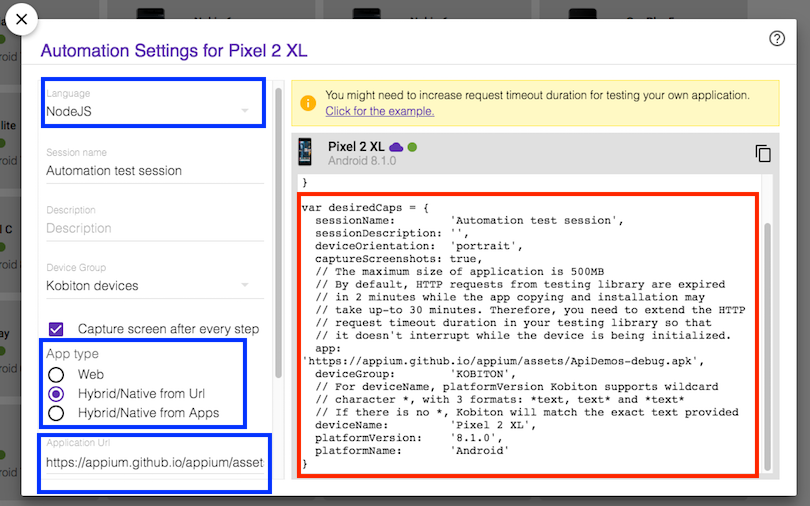 Automation Settings for Pixel 2 XL
Language
NodeJS
Session name
Automation test session
Description
Description
Device Group
Kobiton devices
Capture screen after every step
App type
Web
Hybrid/Native from Url
Hybrid/Native from Apps
Application Url
https://appium.github.io/appium/asset
You might need to increase request timeout duration for testing your own application.
Click for the example.
Pixel 2 XL
Android 8.1.0
}
var desiredCaps = {
sessionName: 'Automation test session',
sessionDescription: '',
deviceOrientation: 'portrait',
captureScreenshots: true,
// The maximum size of application is 500MB
// By default, HTTP requests from testing library are expired
// in 2 minutes while the app copying and installation may
// take up-to 30 minutes. Therefore, you need to extend the HTTP
// request timeout duration in your testing library so that
// it doesn't interrupt while the device is being initialized.
app:
'https://appium.github.io/appium/assets/ApiDemos-debug.apk',
deviceGroup: 'KOBITON',
// For deviceName, platformVersion Kobiton supports wildcard
// character *, with 3 formats: *text, text* and *text*
// If there is no *, Kobiton will match the exact text provided
deviceName: 'Pixel 2 XL',
platformVersion: '8.1.0',
platformName: 'Android'
}